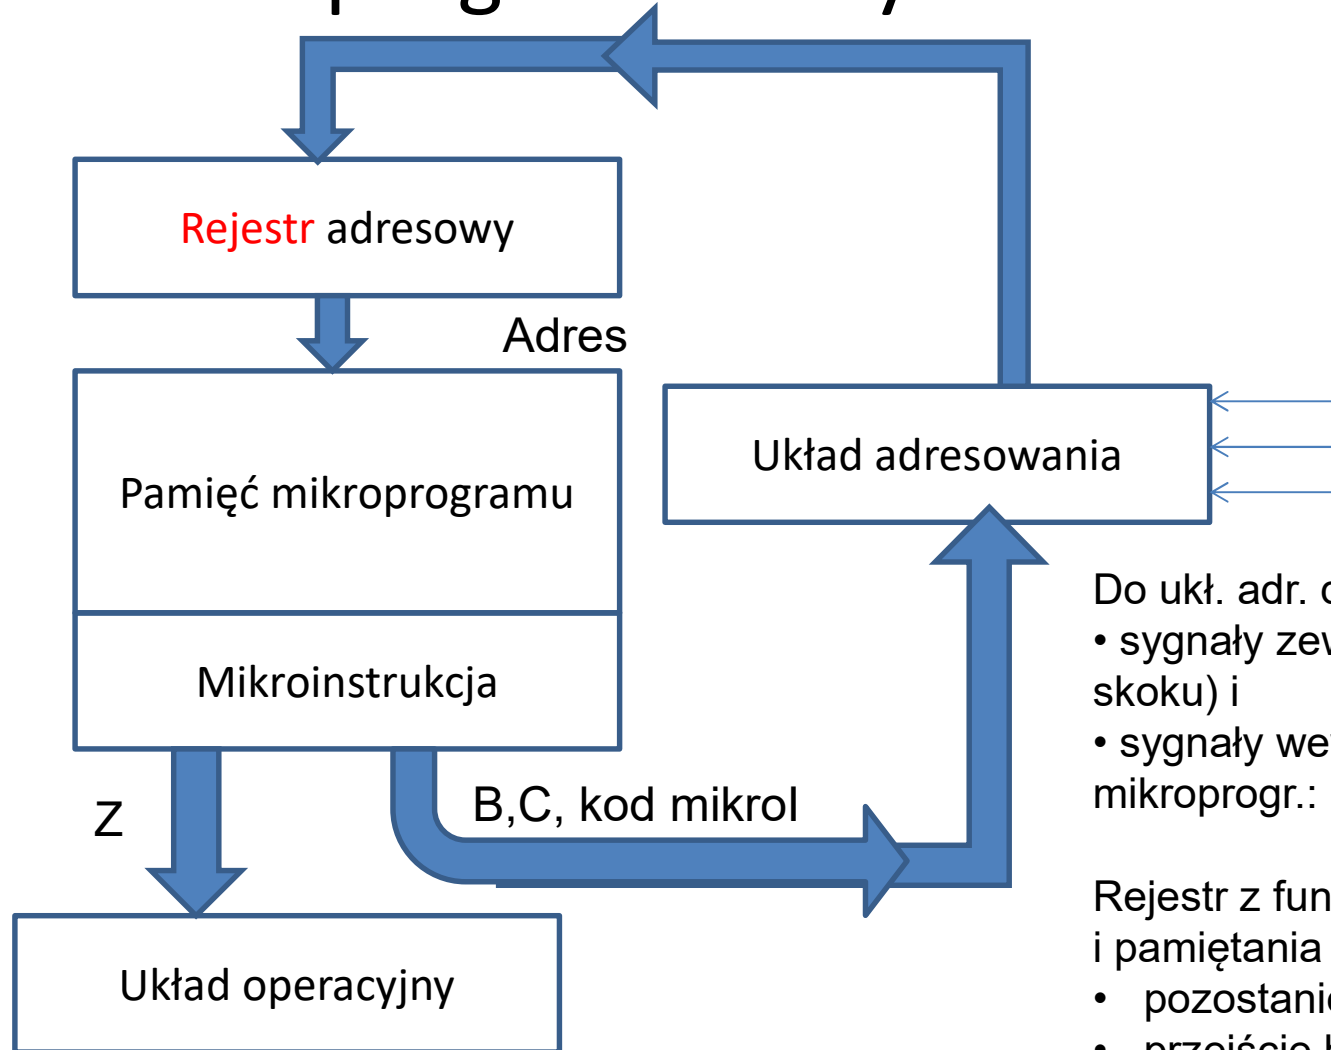 Rejestr adresowy
Adres
Pamięć mikroprogramu
Układ adresowania
Mikroinstrukcja
Z
B,C, kod mikrol
Układ operacyjny
Do ukł. adr.
• sygnały
skoku) i
• sygnały
mikroprogr.:
Rejestr z
i pamiętania
•
•